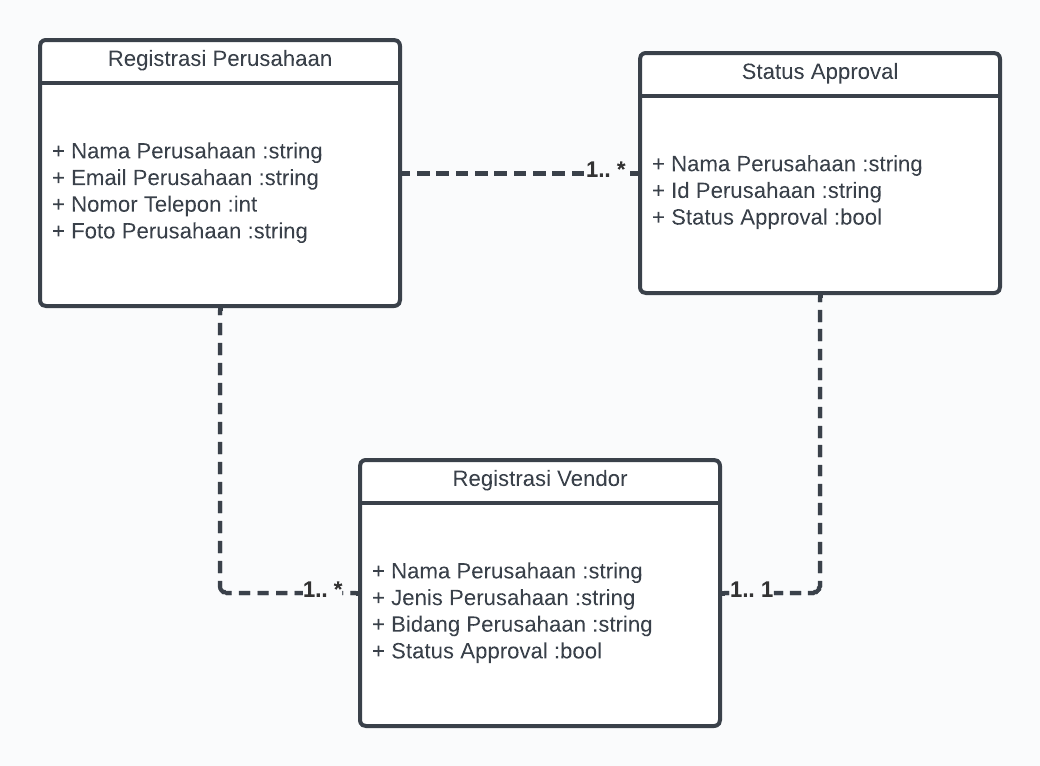 Registrasi Perusahaan
+ Nama Perusahaan :string
+ Email Perusahaan :string
+ Nomor Telepon :int
+ Foto Perusahaan :string
1.. *
Status Approval
+ Nama Perusahaan :string
+ Id Perusahaan :string
+ Status Approval :bool
1.. *
Registrasi Vendor
+ Nama Perusahaan :string
+ Jenis Perusahaan :string
+ Bidang Perusahaan :string
+ Status Approval :bool
1.. 1